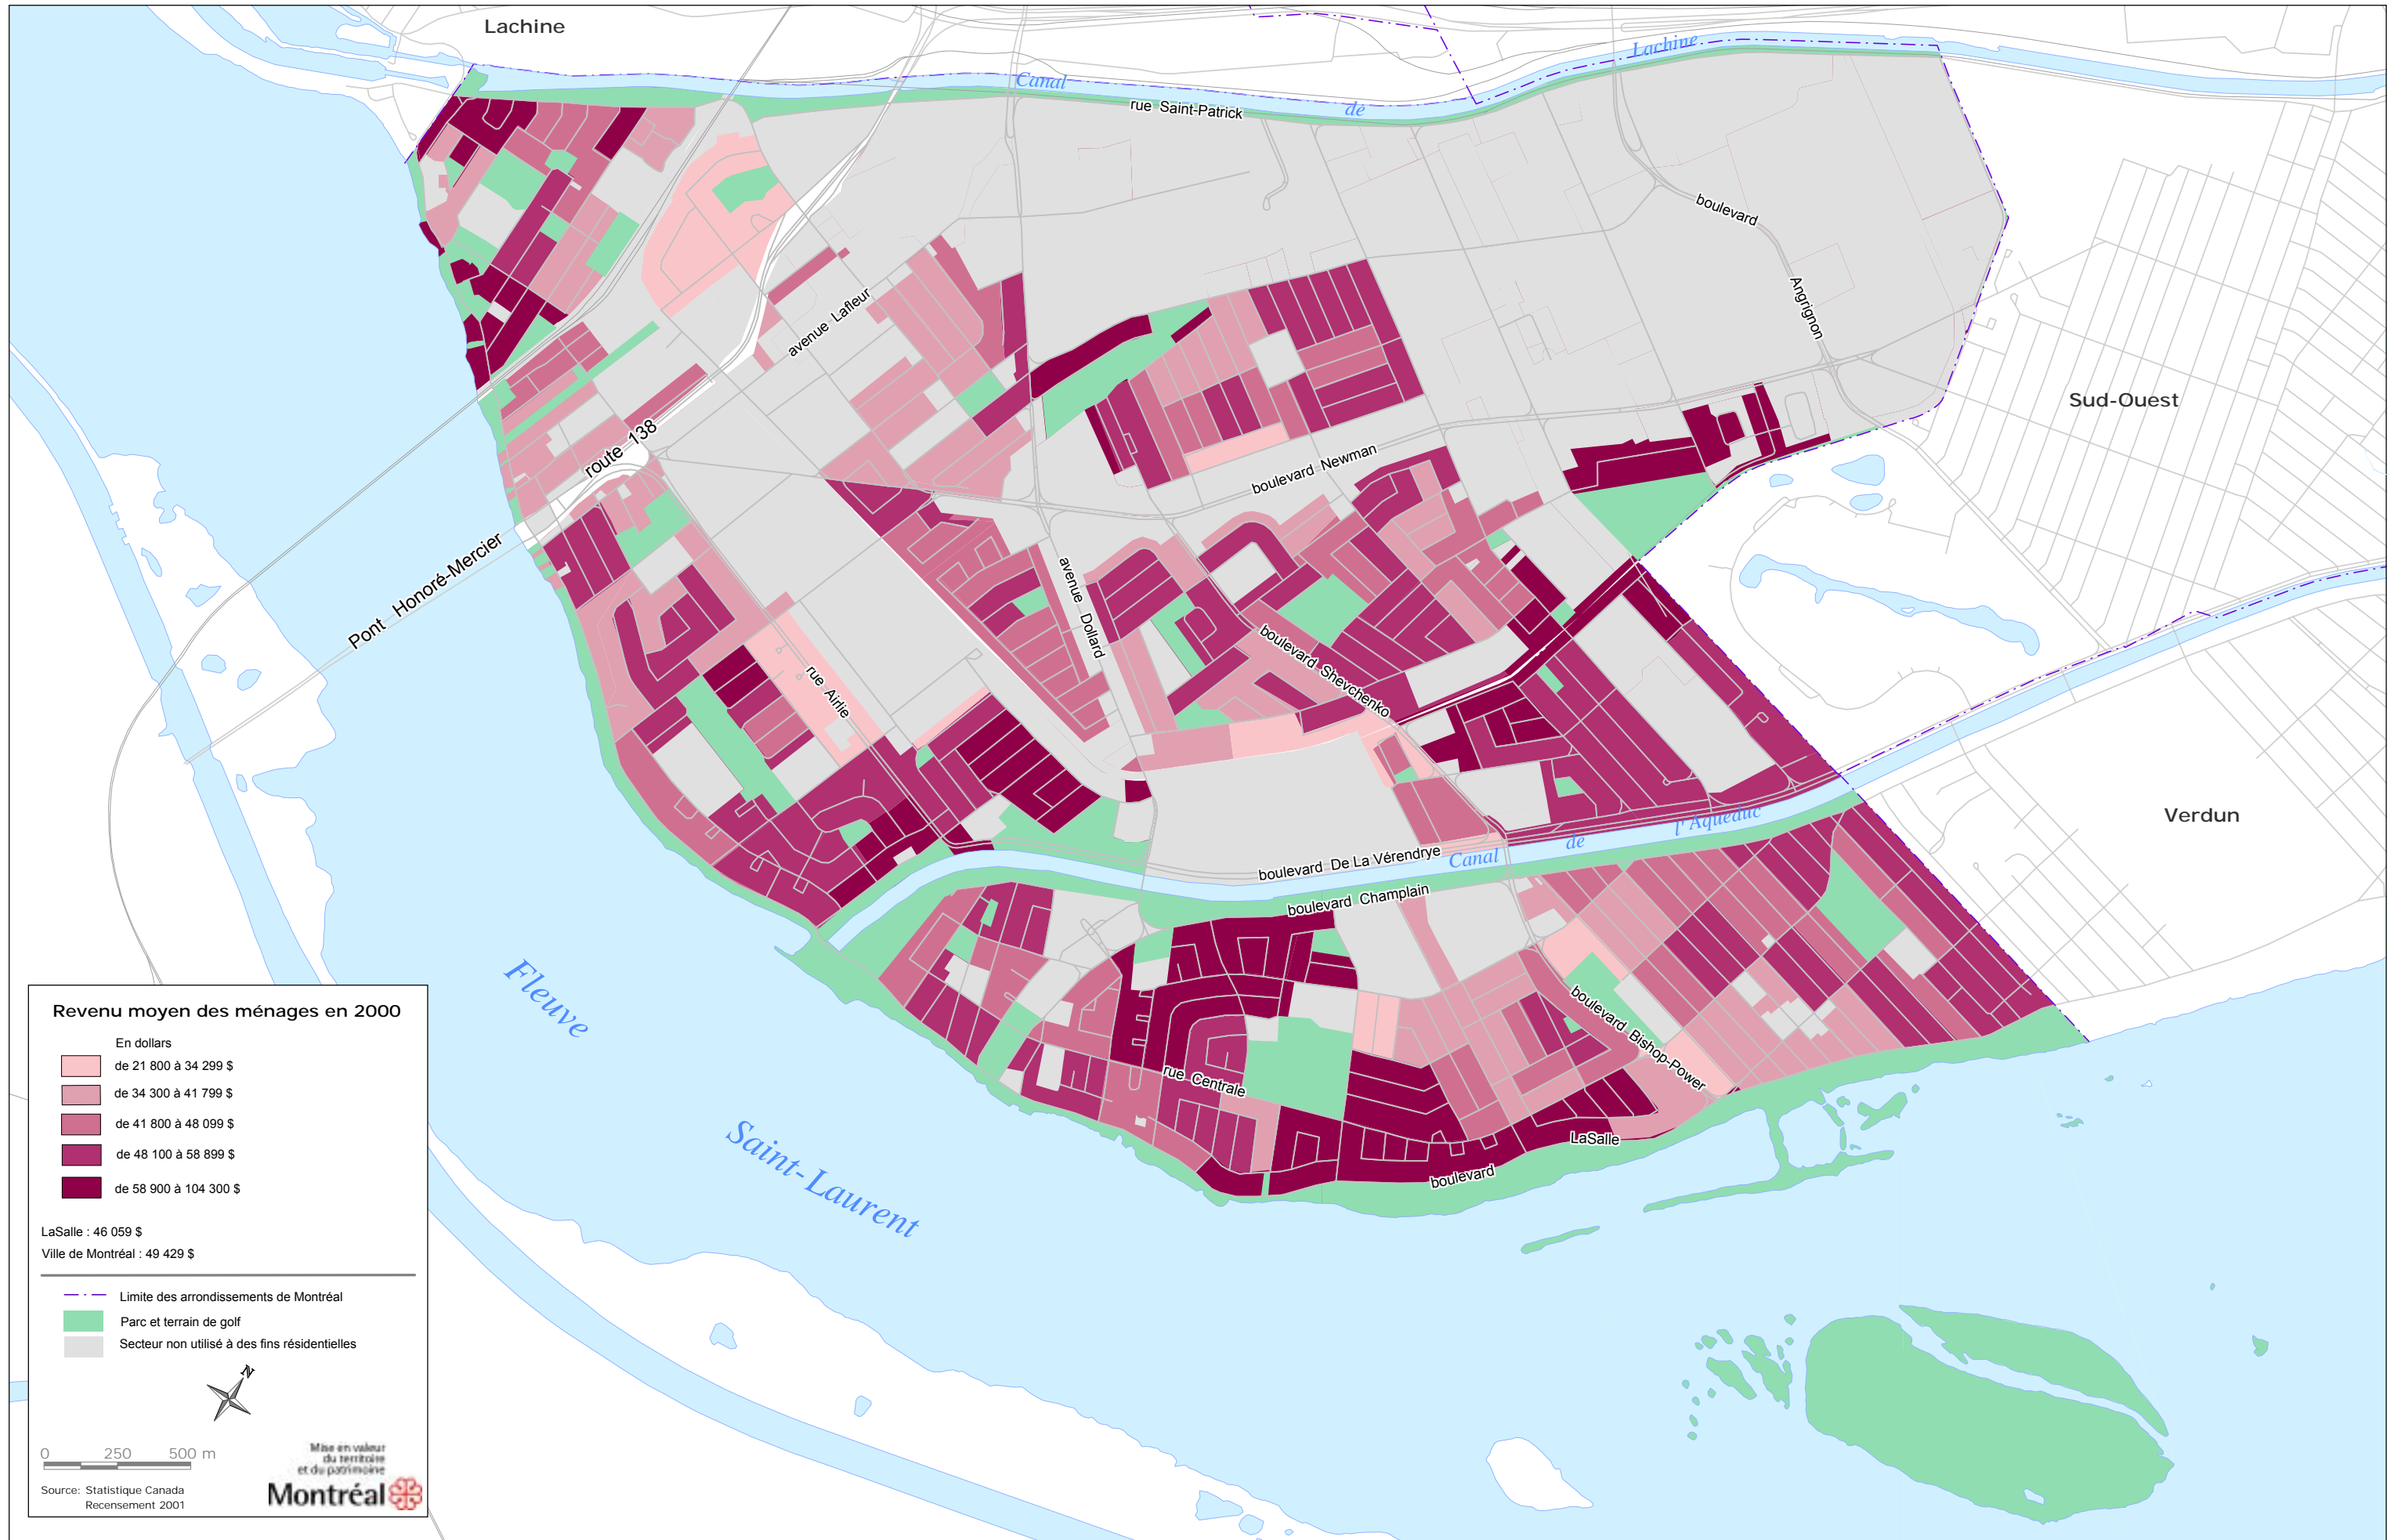 Lachine
Canal de Lachine
rue Saint-Patrick
boulevard Angrignon
avenue Lafleur
Sud-Ouest
route 138
boulevard Newman
Pont Honoré-Mercier
avenue Dollard
boulevard Shevchenko
rue Airlie
Verdun
Canal de l'Aqueduc
boulevard De La Vérendrye
boulevard Champlain
boulevard Bishop-Power
rue Centrale
boulevard LaSalle
Fleuve Saint-Laurent
Revenu moyen des ménages en 2000
En dollars
de 21 800 à 34 299 $
de 34 300 à 41 799 $
de 41 800 à 48 099 $
de 48 100 à 58 899 $
de 58 900 à 104 300 $
LaSalle : 46 059 $
Ville de Montréal : 49 429 $
Limite des arrondissements de Montréal
Parc et terrain de golf
Secteur non utilisé à des fins résidentielles
N
0 250 500 m
Mise en valeur
du territoire
et du patrimoine
Montréal
Source: Statistique Canada
Recensement 2001